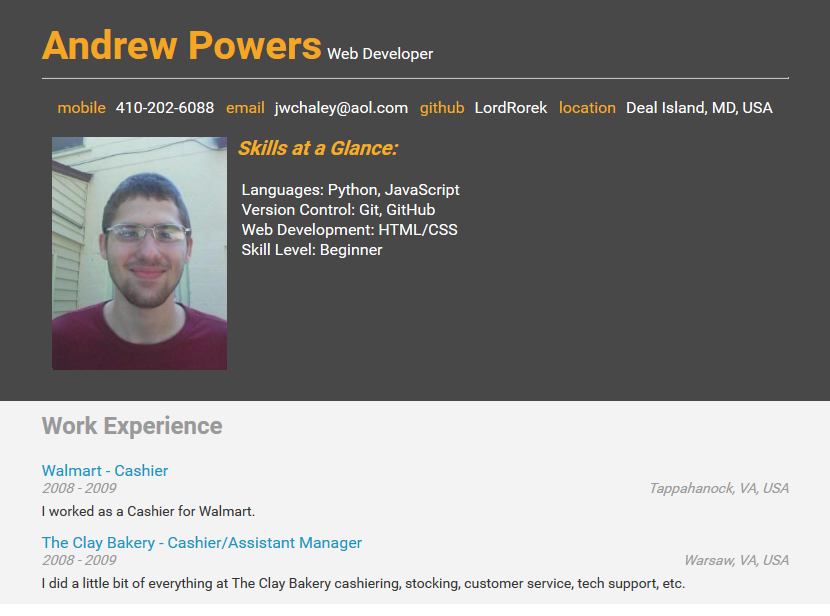 Andrew Powers Web Developer
mobile 410-202-6088 email jwchaley@aol.com github LordRorek location Deal Island, MD, USA
Skills at a Glance:
Languages: Python, JavaScript
Version Control: Git, GitHub
Web Development: HTML/CSS
Skill Level: Beginner
Work Experience
Walmart - Cashier
2008 - 2009 Tappahanock, VA, USA
I worked as a Cashier for Walmart.
The Clay Bakery - Cashier/Assistant Manager
2008 - 2009 Warsaw, VA, USA
I did a little bit of everything at The Clay Bakery cashiering, stocking, customer service, tech support, etc.